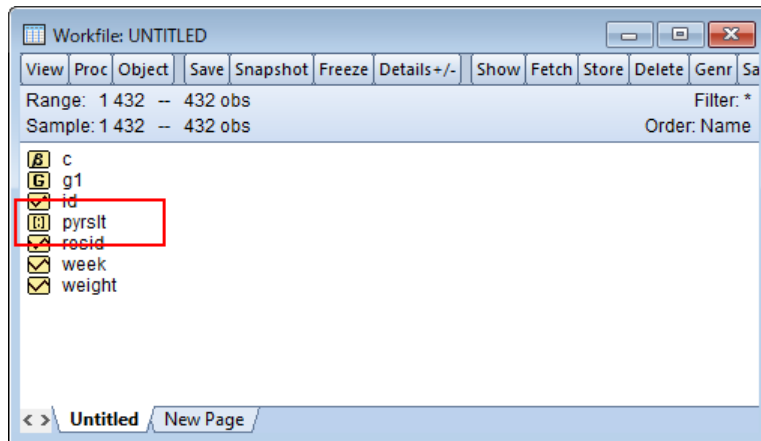 Workfile: UNTITLED
View Proc Object Save Snapshot Freeze Details+/- Show Fetch Store Delete Genr Sa
Range: 1 432 -- 432 obs Filter: *
Sample: 1 432 -- 432 obs Order: Name
β c
G g1
id
pyrslt
resid
week
weight
< > Untitled New Page